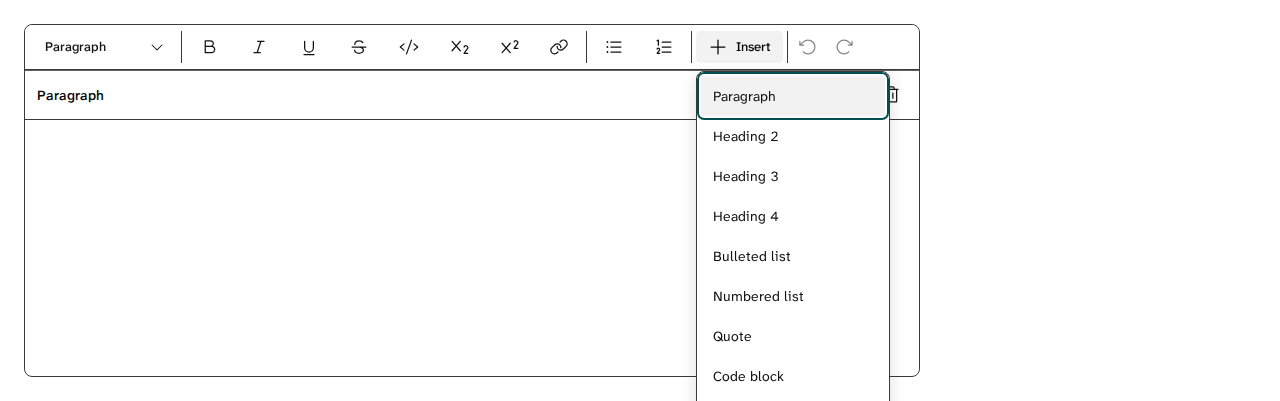 Paragraph
Insert
Paragraph
Paragraph
Heading 2
Heading 3
Heading 4
Bulleted list
Numbered list
Quote
Code block